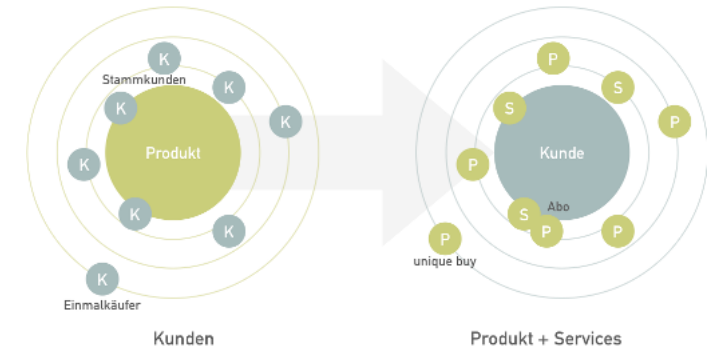 K
Stammkunden
K
K
K
Produkt
K
K
K
K
Einmalkäufer
Kunden
P
S
S
P
Kunde
P
Abo
S
P
P
P
unique buy
Produkt + Services